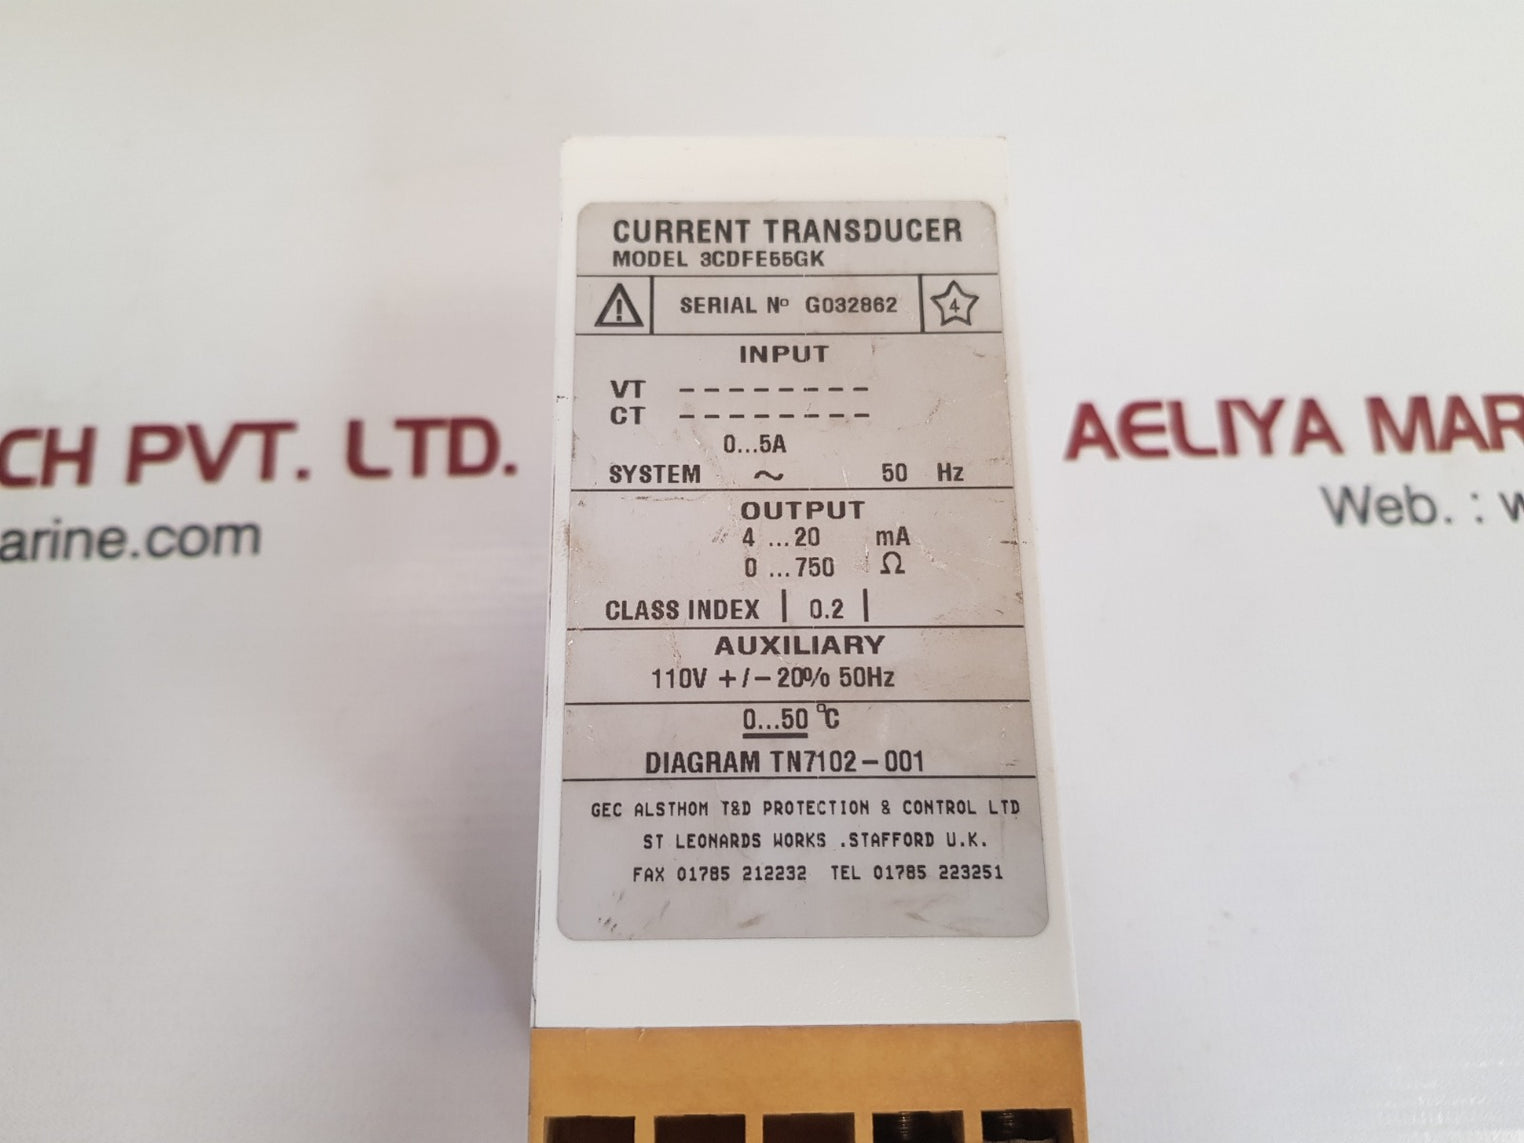 CURRENT TRANSDUCER
MODEL 3CDFE55GK
SERIAL Nº G032862
4
INPUT
VT --------
CT --------
0...5A
SYSTEM ~ 50 Hz
OUTPUT
4 ...20 mA
0 ...750 Ω
CLASS INDEX | 0.2 |
AUXILIARY
110V +/-20% 50Hz
0...50 °C
DIAGRAM TN7102-001
GEC ALSTHOM T&D PROTECTION & CONTROL LTD
ST LEONARDS WORKS .STAFFORD U.K.
FAX 01785 212232 TEL 01785 223251
CH PVT. LTD.
arine.com
AELIYA MAR
Web. : w